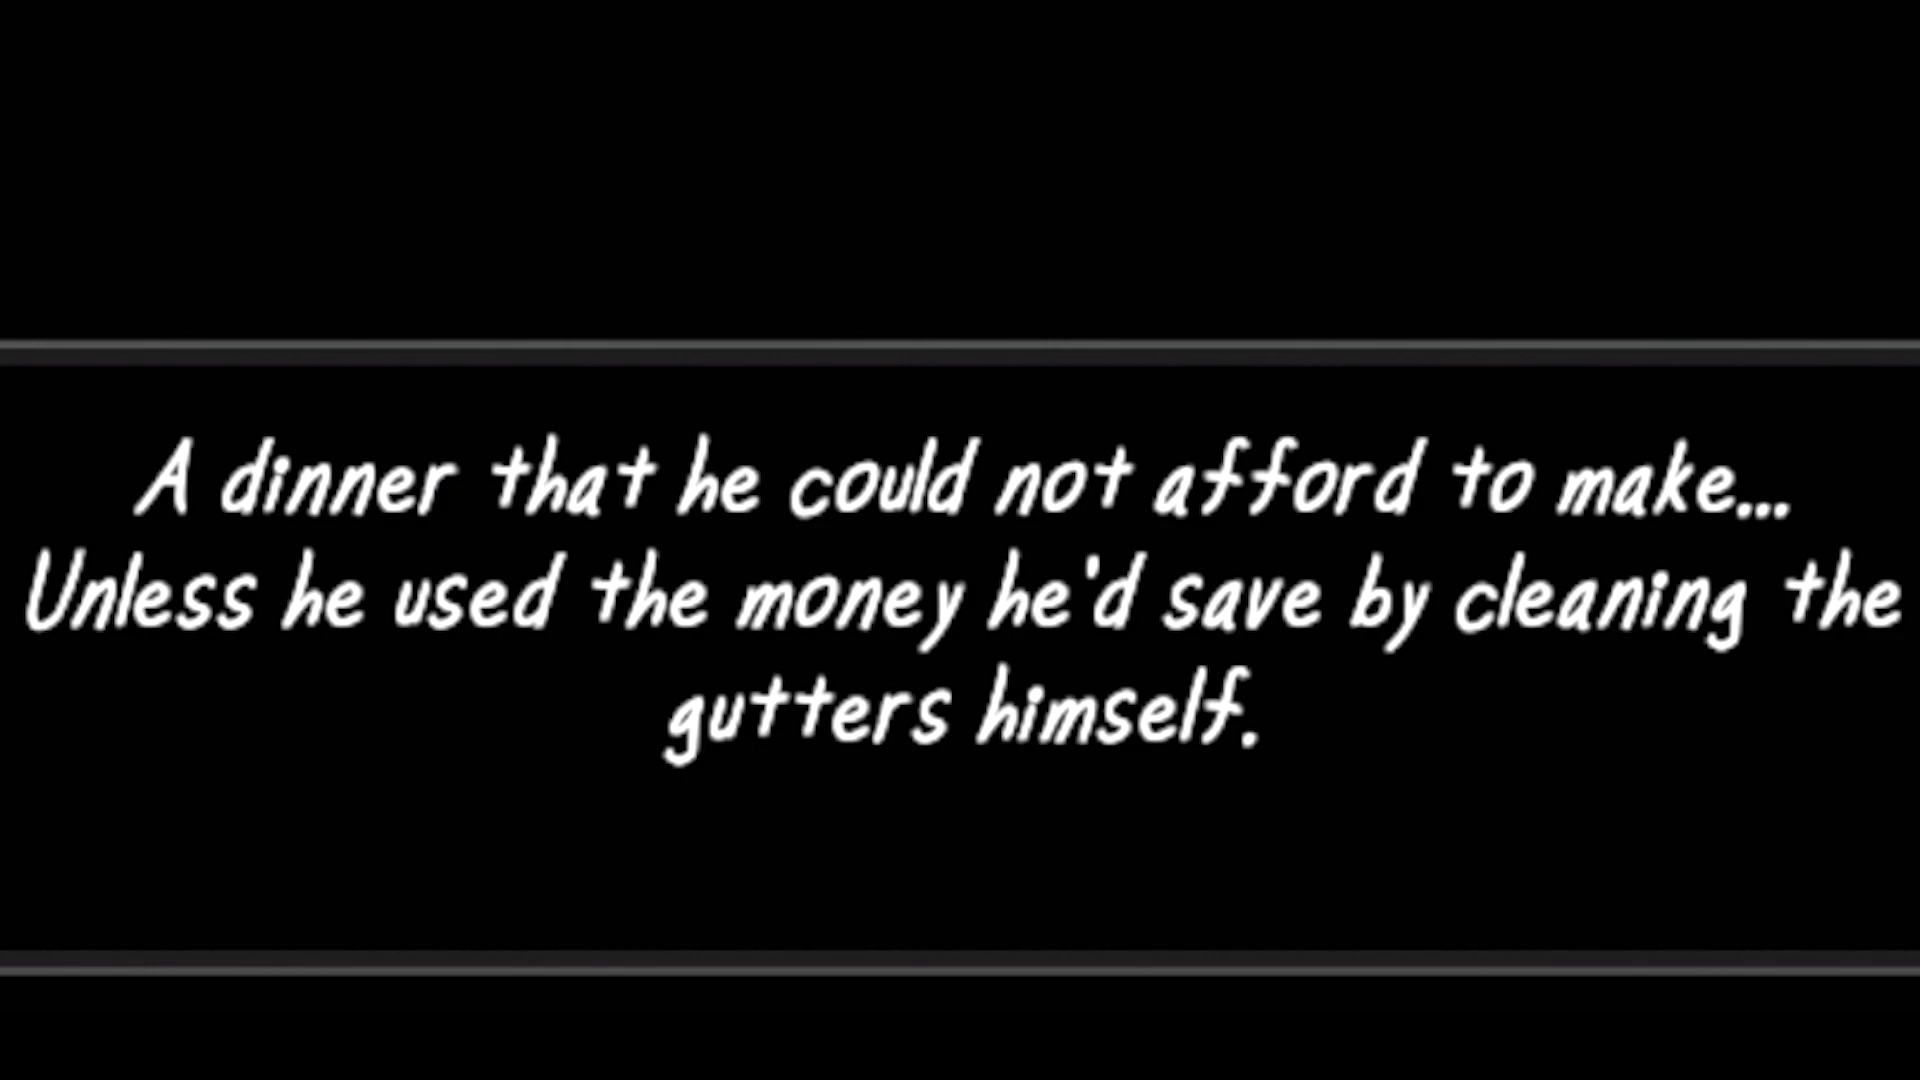 A dinner that he could not afford to make...
Unless he used the money he'd save by cleaning the
gutters himself.